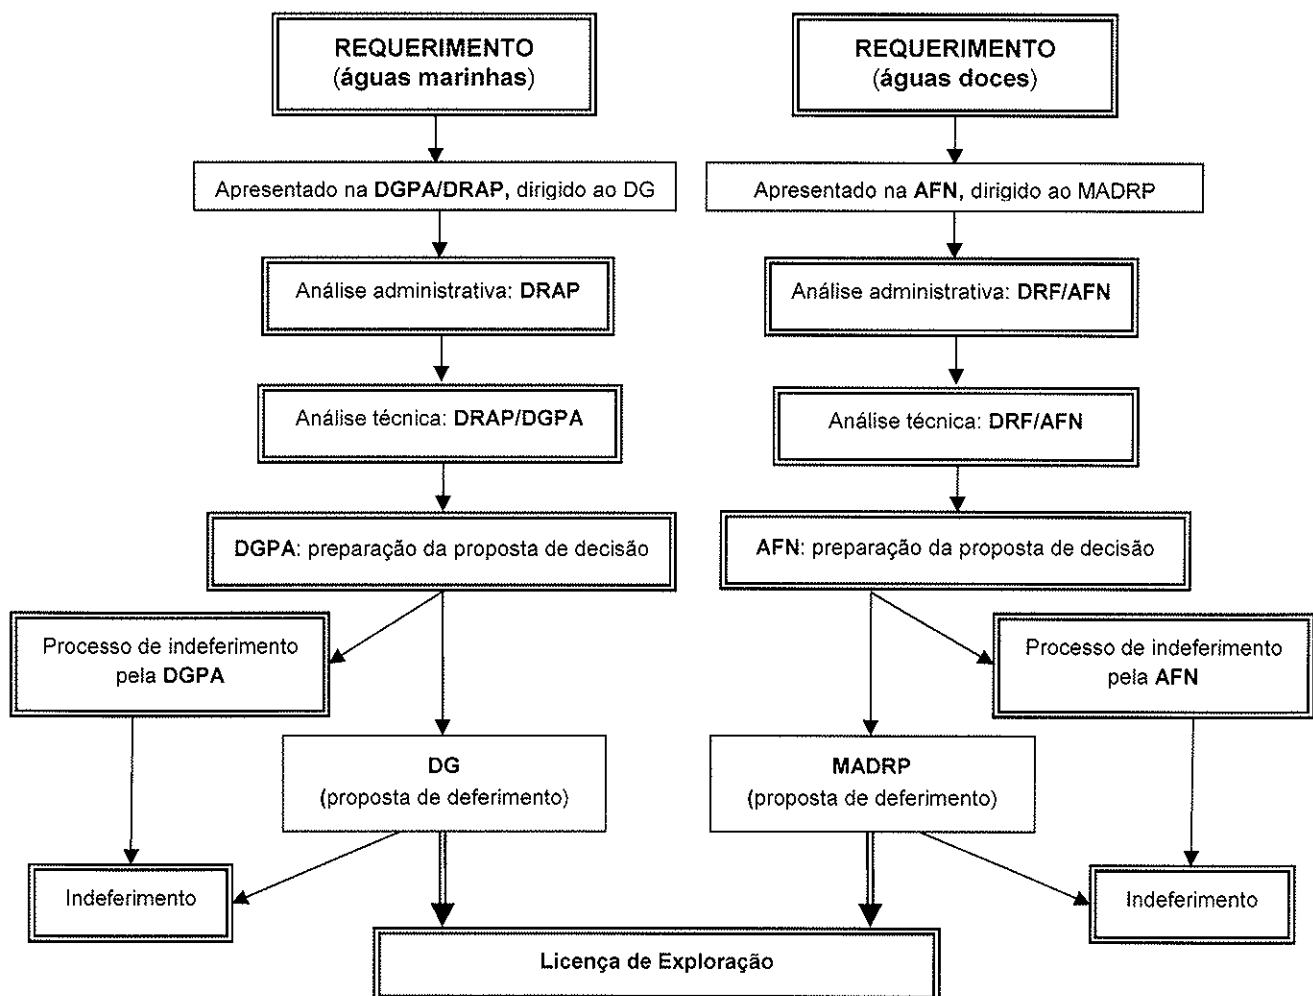 REQUERIMENTO
(águas marinhas)
REQUERIMENTO
(águas doces)
Apresentado na DGPA/DRAP, dirigido ao DG
Apresentado na AFN, dirigido ao MADRP
Análise administrativa: DRAP
Análise administrativa: DRF/AFN
Análise técnica: DRAP/DGPA
Análise técnica: DRF/AFN
DGPA: preparação da proposta de decisão
AFN: preparação da proposta de decisão
Processo de indeferimento
pela DGPA
Processo de indeferimento
pela AFN
DG
(proposta de deferimento)
MADRP
(proposta de deferimento)
Indeferimento
Indeferimento
Licença de Exploração